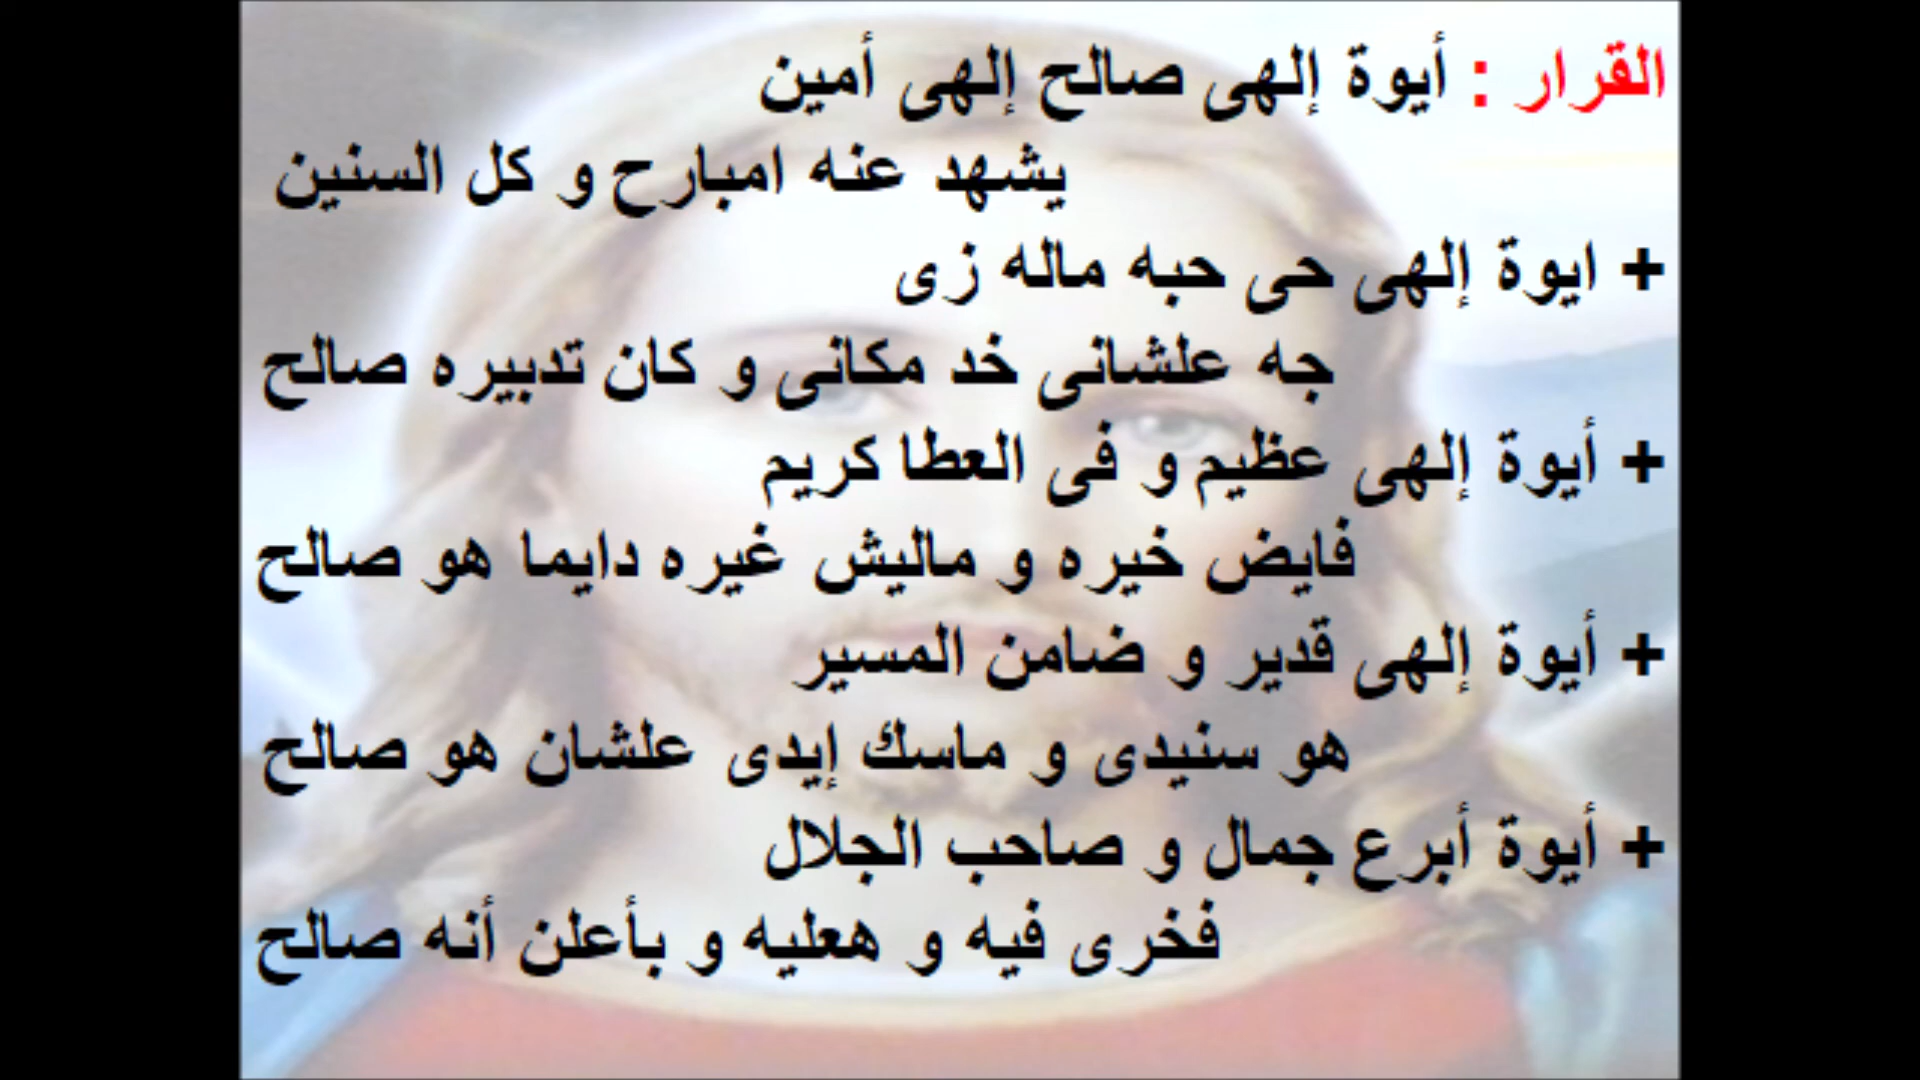 القرار : أيوة إلهى صالح إلهى أمين
يشهد عنه امبارح و كل السنين
+ ايوة إلهى حى حبه ماله زى
جه علشانى خد مكانى و كان تدبيره صالح
+ أيوة إلهى عظيم و فى العطا كريم
فايض خيره و ماليش غيره دايما هو صالح
+ أيوة إلهى قدير و ضامن المسير
هو سنيدى و ماسك إيدى علشان هو صالح
+ أيوة أبرع جمال و صاحب الجلال
فخرى فيه و هعليه و بأعلن أنه صالح